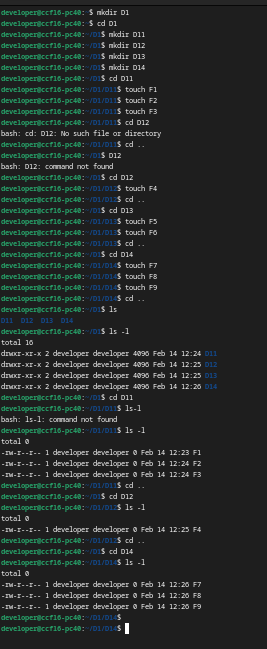 developer@ccf16-pc40:~$ mkdir D1
developer@ccf16-pc40:~$ cd D1
developer@ccf16-pc40:~/D1$ mkdir D11
developer@ccf16-pc40:~/D1$ mkdir D12
developer@ccf16-pc40:~/D1$ mkdir D13
developer@ccf16-pc40:~/D1$ mkdir D14
developer@ccf16-pc40:~/D1$ cd D11
developer@ccf16-pc40:~/D1/D11$ touch F1
developer@ccf16-pc40:~/D1/D11$ touch F2
developer@ccf16-pc40:~/D1/D11$ touch F3
developer@ccf16-pc40:~/D1/D11$ cd D12
bash: cd: D12: No such file or directory
developer@ccf16-pc40:~/D1/D11$ cd ..
developer@ccf16-pc40:~/D1$ D12
bash: D12: command not found
developer@ccf16-pc40:~/D1$ cd D12
developer@ccf16-pc40:~/D1/D12$ touch F4
developer@ccf16-pc40:~/D1/D12$ cd ..
developer@ccf16-pc40:~/D1$ cd D13
developer@ccf16-pc40:~/D1/D13$ touch F5
developer@ccf16-pc40:~/D1/D13$ touch F6
developer@ccf16-pc40:~/D1/D13$ cd ..
developer@ccf16-pc40:~/D1$ cd D14
developer@ccf16-pc40:~/D1/D14$ touch F7
developer@ccf16-pc40:~/D1/D14$ touch F8
developer@ccf16-pc40:~/D1/D14$ touch F9
developer@ccf16-pc40:~/D1/D14$ cd ..
developer@ccf16-pc40:~/D1$ ls
D11 D12 D13 D14
developer@ccf16-pc40:~/D1$ ls -l
total 16
drwxr-xr-x 2 developer developer 4096 Feb 14 12:24 D11
drwxr-xr-x 2 developer developer 4096 Feb 14 12:25 D12
drwxr-xr-x 2 developer developer 4096 Feb 14 12:25 D13
drwxr-xr-x 2 developer developer 4096 Feb 14 12:26 D14
developer@ccf16-pc40:~/D1$ cd D11
developer@ccf16-pc40:~/D1/D11$ ls-l
bash: ls-l: command not found
developer@ccf16-pc40:~/D1/D11$ ls -l
total 0
-rw-r--r-- 1 developer developer 0 Feb 14 12:23 F1
-rw-r--r-- 1 developer developer 0 Feb 14 12:24 F2
-rw-r--r-- 1 developer developer 0 Feb 14 12:24 F3
developer@ccf16-pc40:~/D1/D11$ cd ..
developer@ccf16-pc40:~/D1$ cd D12
developer@ccf16-pc40:~/D1/D12$ ls -l
total 0
-rw-r--r-- 1 developer developer 0 Feb 14 12:25 F4
developer@ccf16-pc40:~/D1/D12$ cd ..
developer@ccf16-pc40:~/D1$ cd D14
developer@ccf16-pc40:~/D1/D14$ ls -l
total 0
-rw-r--r-- 1 developer developer 0 Feb 14 12:26 F7
-rw-r--r-- 1 developer developer 0 Feb 14 12:26 F8
-rw-r--r-- 1 developer developer 0 Feb 14 12:26 F9
developer@ccf16-pc40:~/D1/D14$
developer@ccf16-pc40:~/D1/D14$